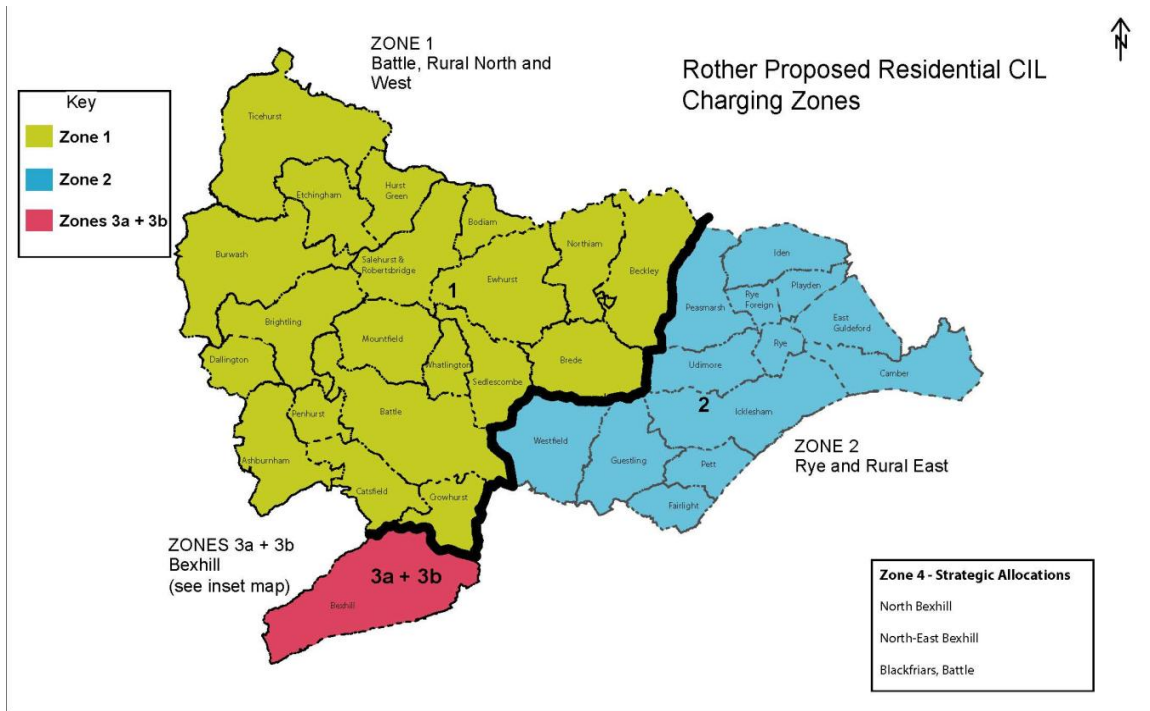 ZONE 1
Battle, Rural North and
West
N
Rother Proposed Residential CIL
Charging Zones
Key
Zone 1
Zone 2
Zones 3a + 3b
Ticehurst
Etchingham
Hurst
Green
Bodiam
Burwash
Salehurst &
Robertsbridge
Northiam
Ewhurst
Beckley
1
Iden
Playden
Rye
Foreign
Peasmarsh
East
Guldeford
Brightling
Mountfield
Rye
Dallington
Whatlington
Brede
Udimore
Camber
Sedlescombe
2
Icklesham
Penhurst
Battle
Westfield
ZONE 2
Rye and Rural East
Ashburnham
Guestling
Pett
Catsfield
Crowhurst
Fairlight
ZONES 3a + 3b
Bexhill
(see inset map)
3a + 3b
Bexhill
Zone 4 - Strategic Allocations
North Bexhill
North-East Bexhill
Blackfriars, Battle